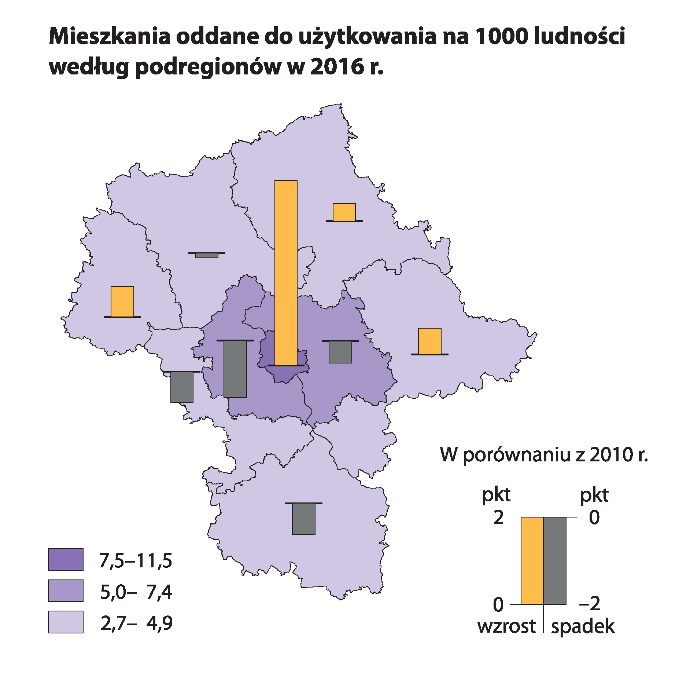 Mieszkania oddane do użytkowania na 1000 ludności
według podregionów w 2016 r.
W porównaniu z 2010 r.
pkt pkt
2 0
0 –2
wzrost spadek
7,5–11,5
5,0– 7,4
2,7– 4,9